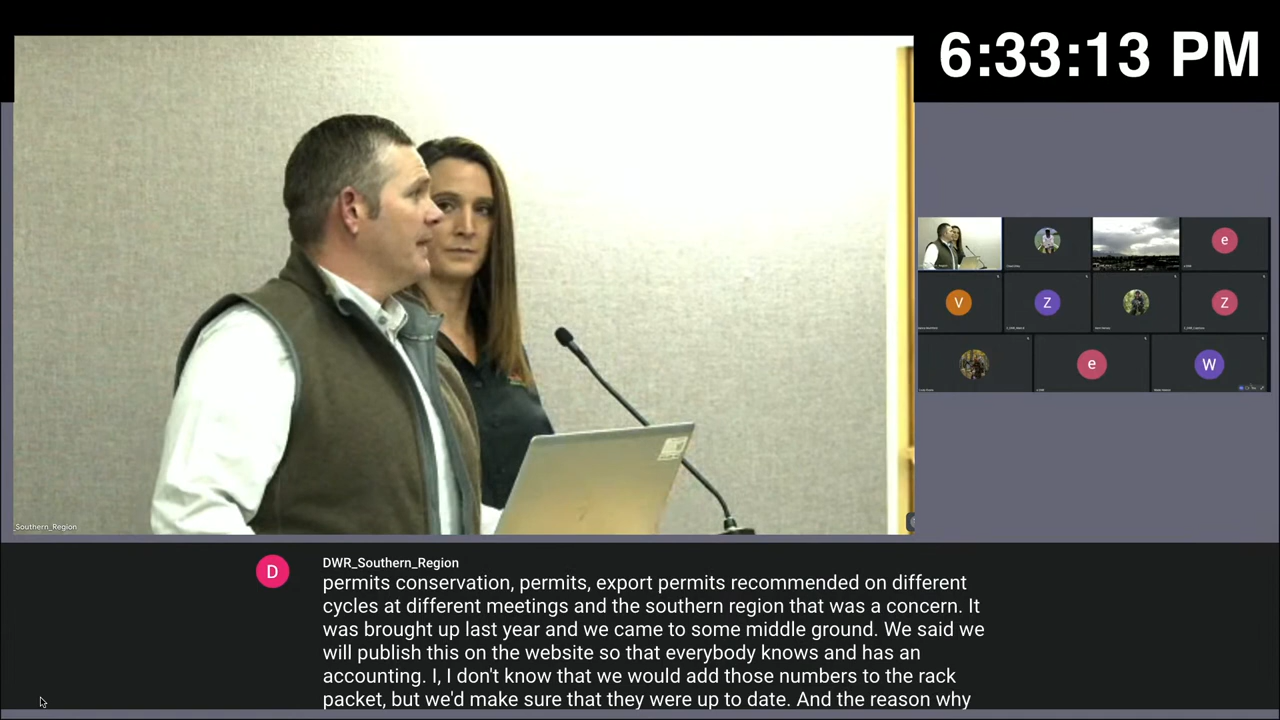 6:33:13 PM
_Southern_Region
e
V
Z
Z
e
W
D
DWR_Southern_Region
permits conservation, permits, export permits recommended on different
cycles at different meetings and the southern region that was a concern. It
was brought up last year and we came to some middle ground. We said we
will publish this on the website so that everybody knows and has an
accounting. I, I don't know that we would add those numbers to the rack
packet, but we'd make sure that they were up to date. And the reason why